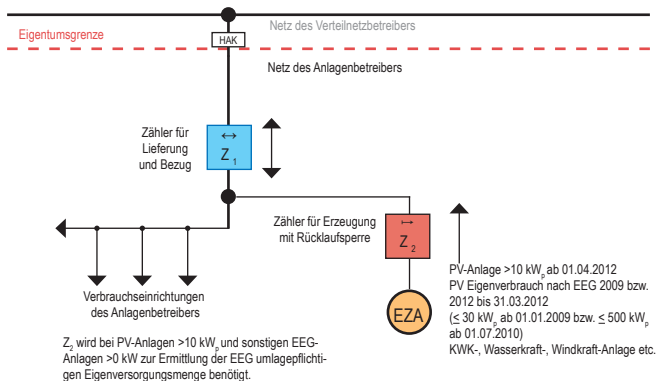 Netz des Verteilnetzbetreibers
Eigentumsgrenze
HAK
Netz des Anlagenbetreibers
Zähler für
Lieferung
und Bezug
↔
Z 1
Zähler für Erzeugung
mit Rücklaufsperre
↦
Z 2
Verbrauchseinrichtungen
des Anlagenbetreibers
EZA
PV-Anlage >10 kWp ab 01.04.2012
PV Eigenverbrauch nach EEG 2009 bzw.
2012 bis 31.03.2012
(≤ 30 kWp ab 01.01.2009 bzw. ≤ 500 kWp
ab 01.07.2010)
KWK-, Wasserkraft-, Windkraft-Anlage etc.
Z2 wird bei PV-Anlagen >10 kWp und sonstigen EEG-
Anlagen >0 kW zur Ermittlung der EEG umlagepflichti-
gen Eigenversorgungsmenge benötigt.